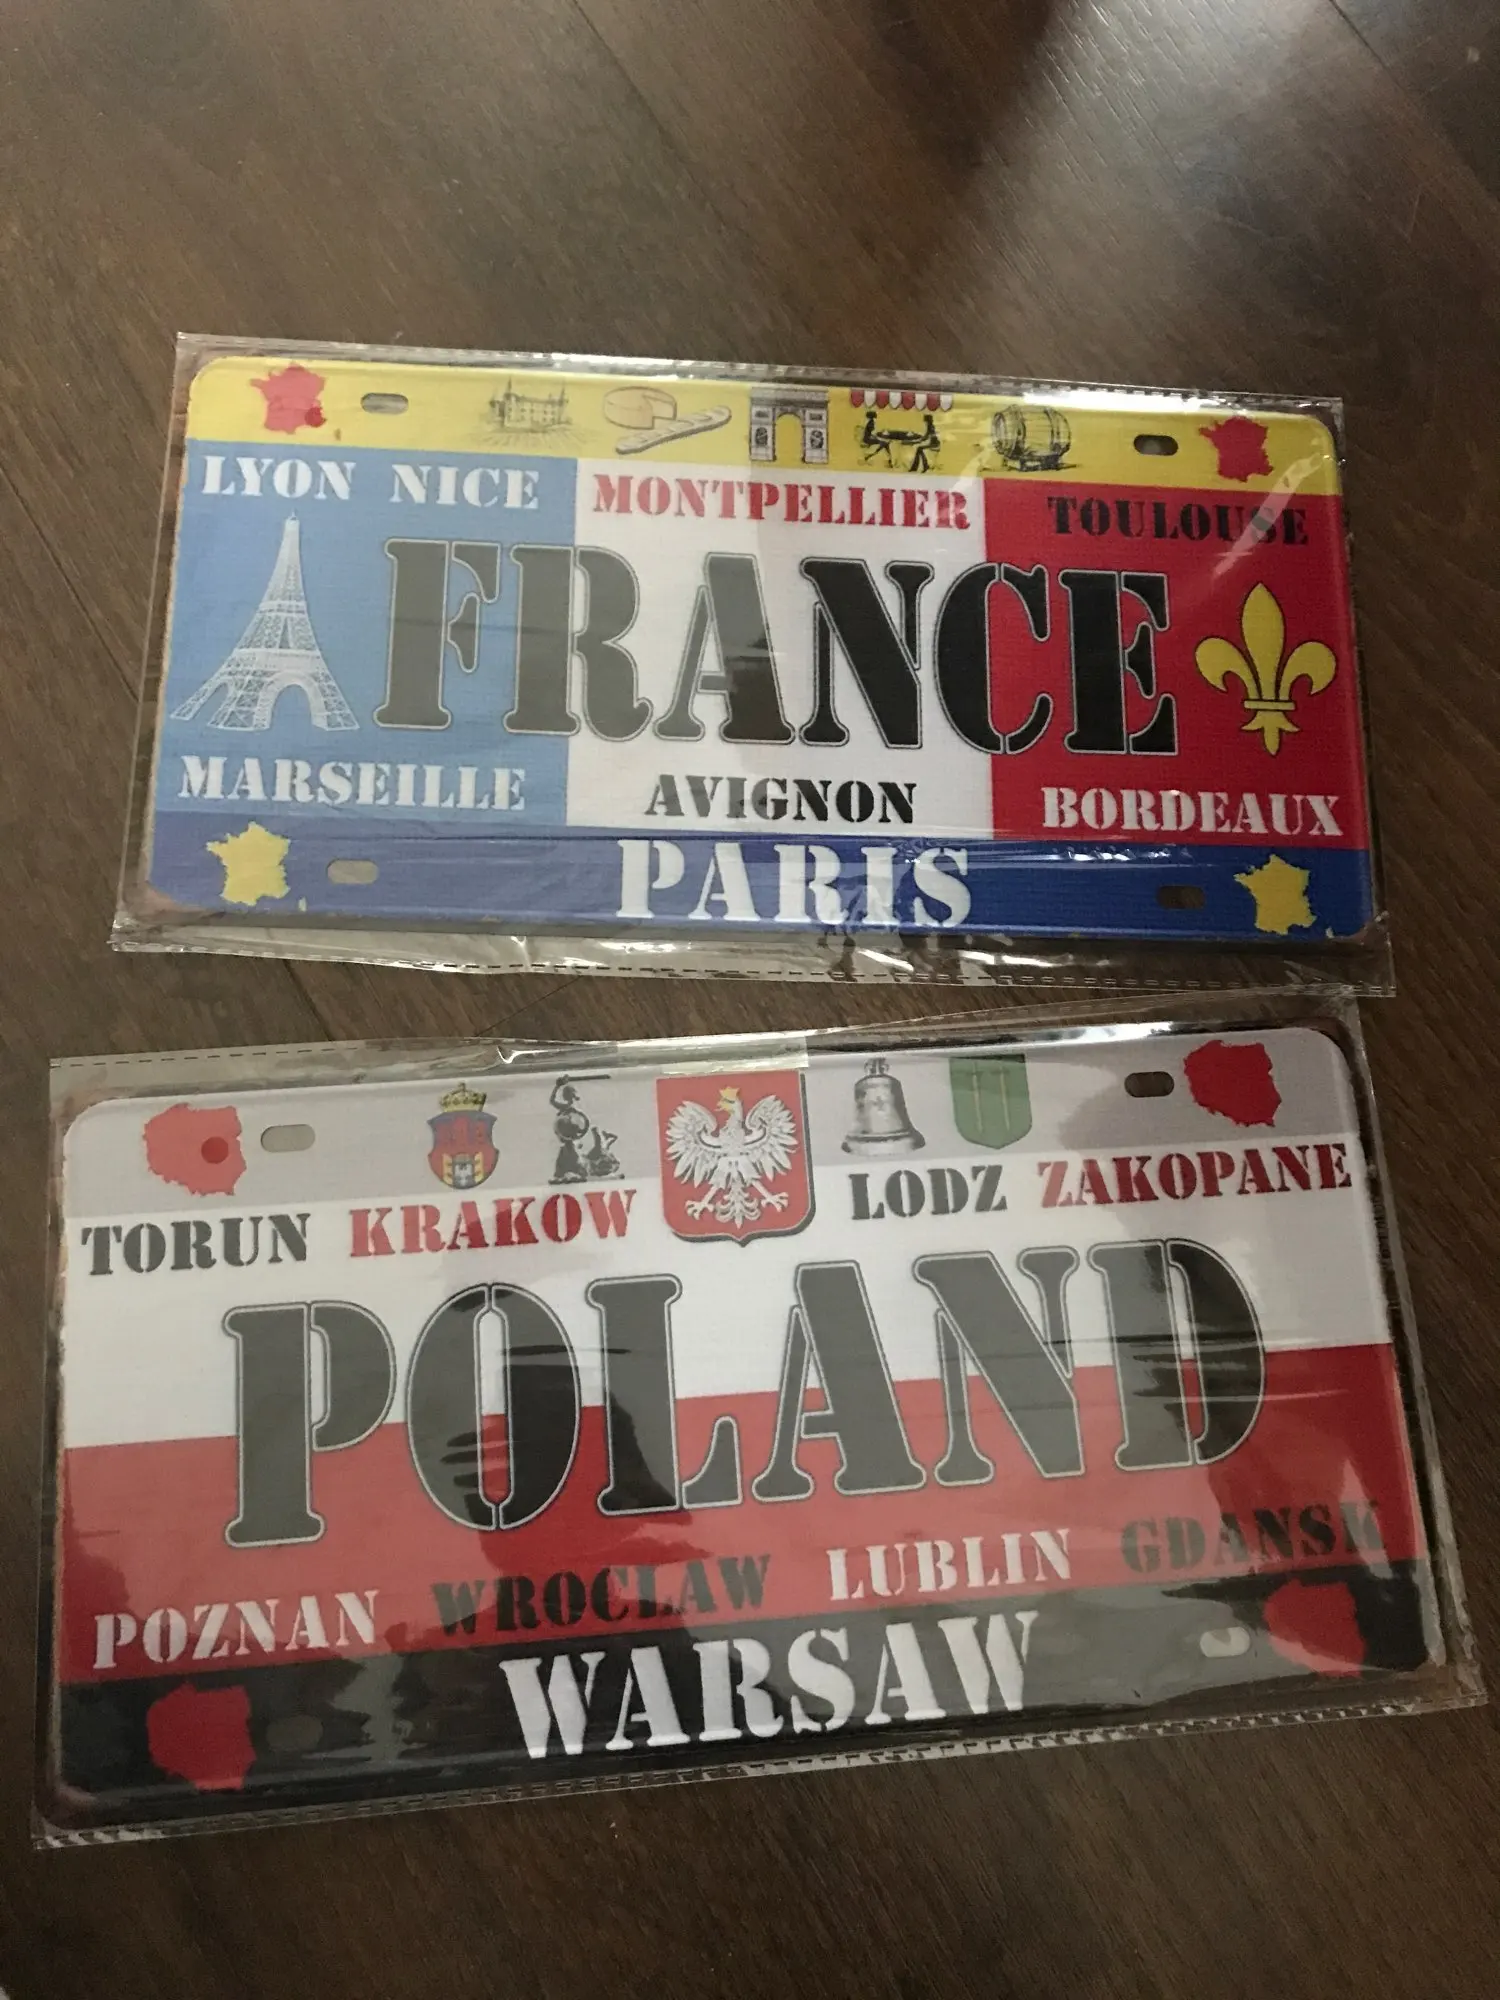 LYON NICE MONTPELLIER TOULOUSE
FRANCE
MARSEILLE AVIGNON BORDEAUX
PARIS
TORUN KRAKOW LODZ ZAKOPANE
POLAND
POZNAN WROCLAW LUBLIN GDANSK
WARSAW